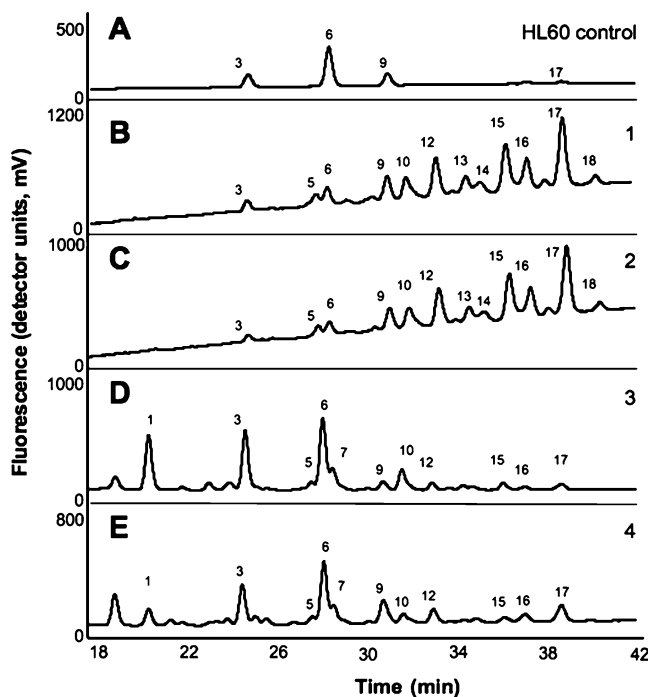 A HL60 control
500
3 6 9 17
0
B 1
1200
3 5 6 9 10 12 13 14 15 16 17 18
0
C 2
1000
3 5 6 9 10 12 13 14 15 16 17 18
0
D 3
1000
1 3 5 6 7 9 10 12 15 16 17
0
E 4
800
1 3 5 6 7 9 10 12 15 16 17
0
18 22 26 30 34 38 42
Time (min)
Fluorescence (detector units, mV)